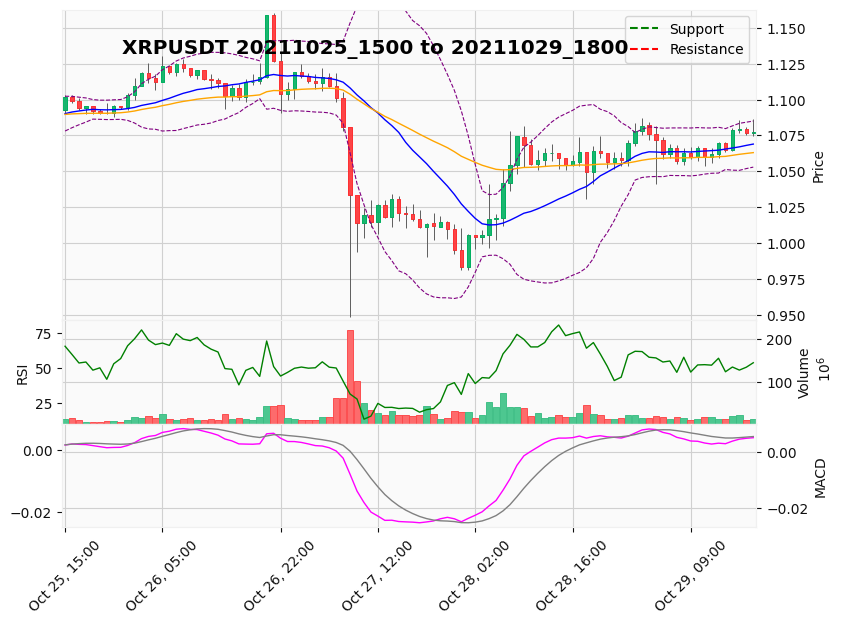 XRPUSDT 20211025_1500 to 20211029_1800
Support
Resistance
1.150
1.125
1.100
1.075
1.050
1.025
1.000
0.975
0.950
Price
75
50
25
RSI
200
100
Volume
10^6
0.00
−0.02
0.00
−0.02
MACD
Oct 25, 15:00
Oct 26, 05:00
Oct 26, 22:00
Oct 27, 12:00
Oct 28, 02:00
Oct 28, 16:00
Oct 29, 09:00